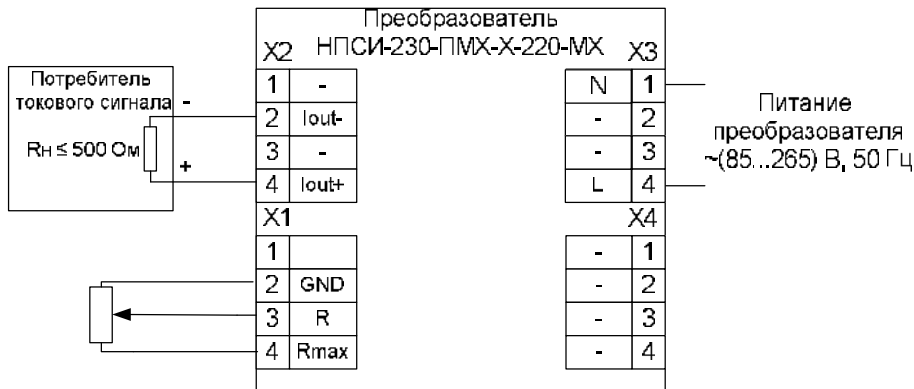 Преобразователь
НПСИ-230-ПМХ-Х-220-МХ
X2
X3
1 -
2 Iout-
3 -
4 Iout+
N 1
- 2
- 3
L 4
Потребитель
токового сигнала -
Rн ≤ 500 Ом
+
Питание
преобразователя
~(85...265) В, 50 Гц
X1
X4
1
2 GND
3 R
4 Rmax
- 1
- 2
- 3
- 4